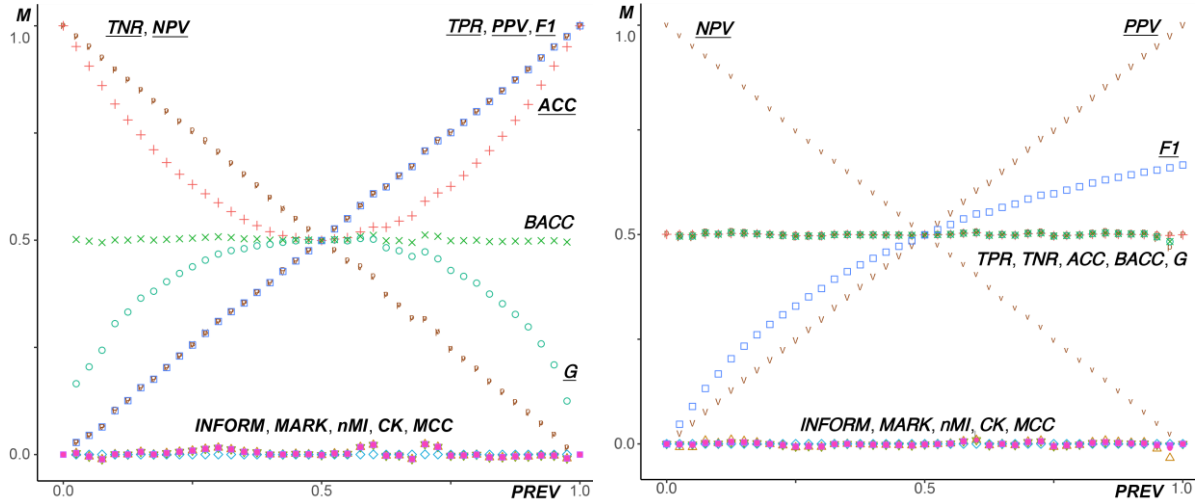 M
TNR, NPV
TPR, PPV, F1
1.0
ACC
BACC
0.5
G
INFORM, MARK, nMI, CK, MCC
0.0
0.0
0.5
PREV
1.0
M
NPV
PPV
1.0
F1
0.5
TPR, TNR, ACC, BACC, G
INFORM, MARK, nMI, CK, MCC
0.0
0.0
0.5
PREV
1.0